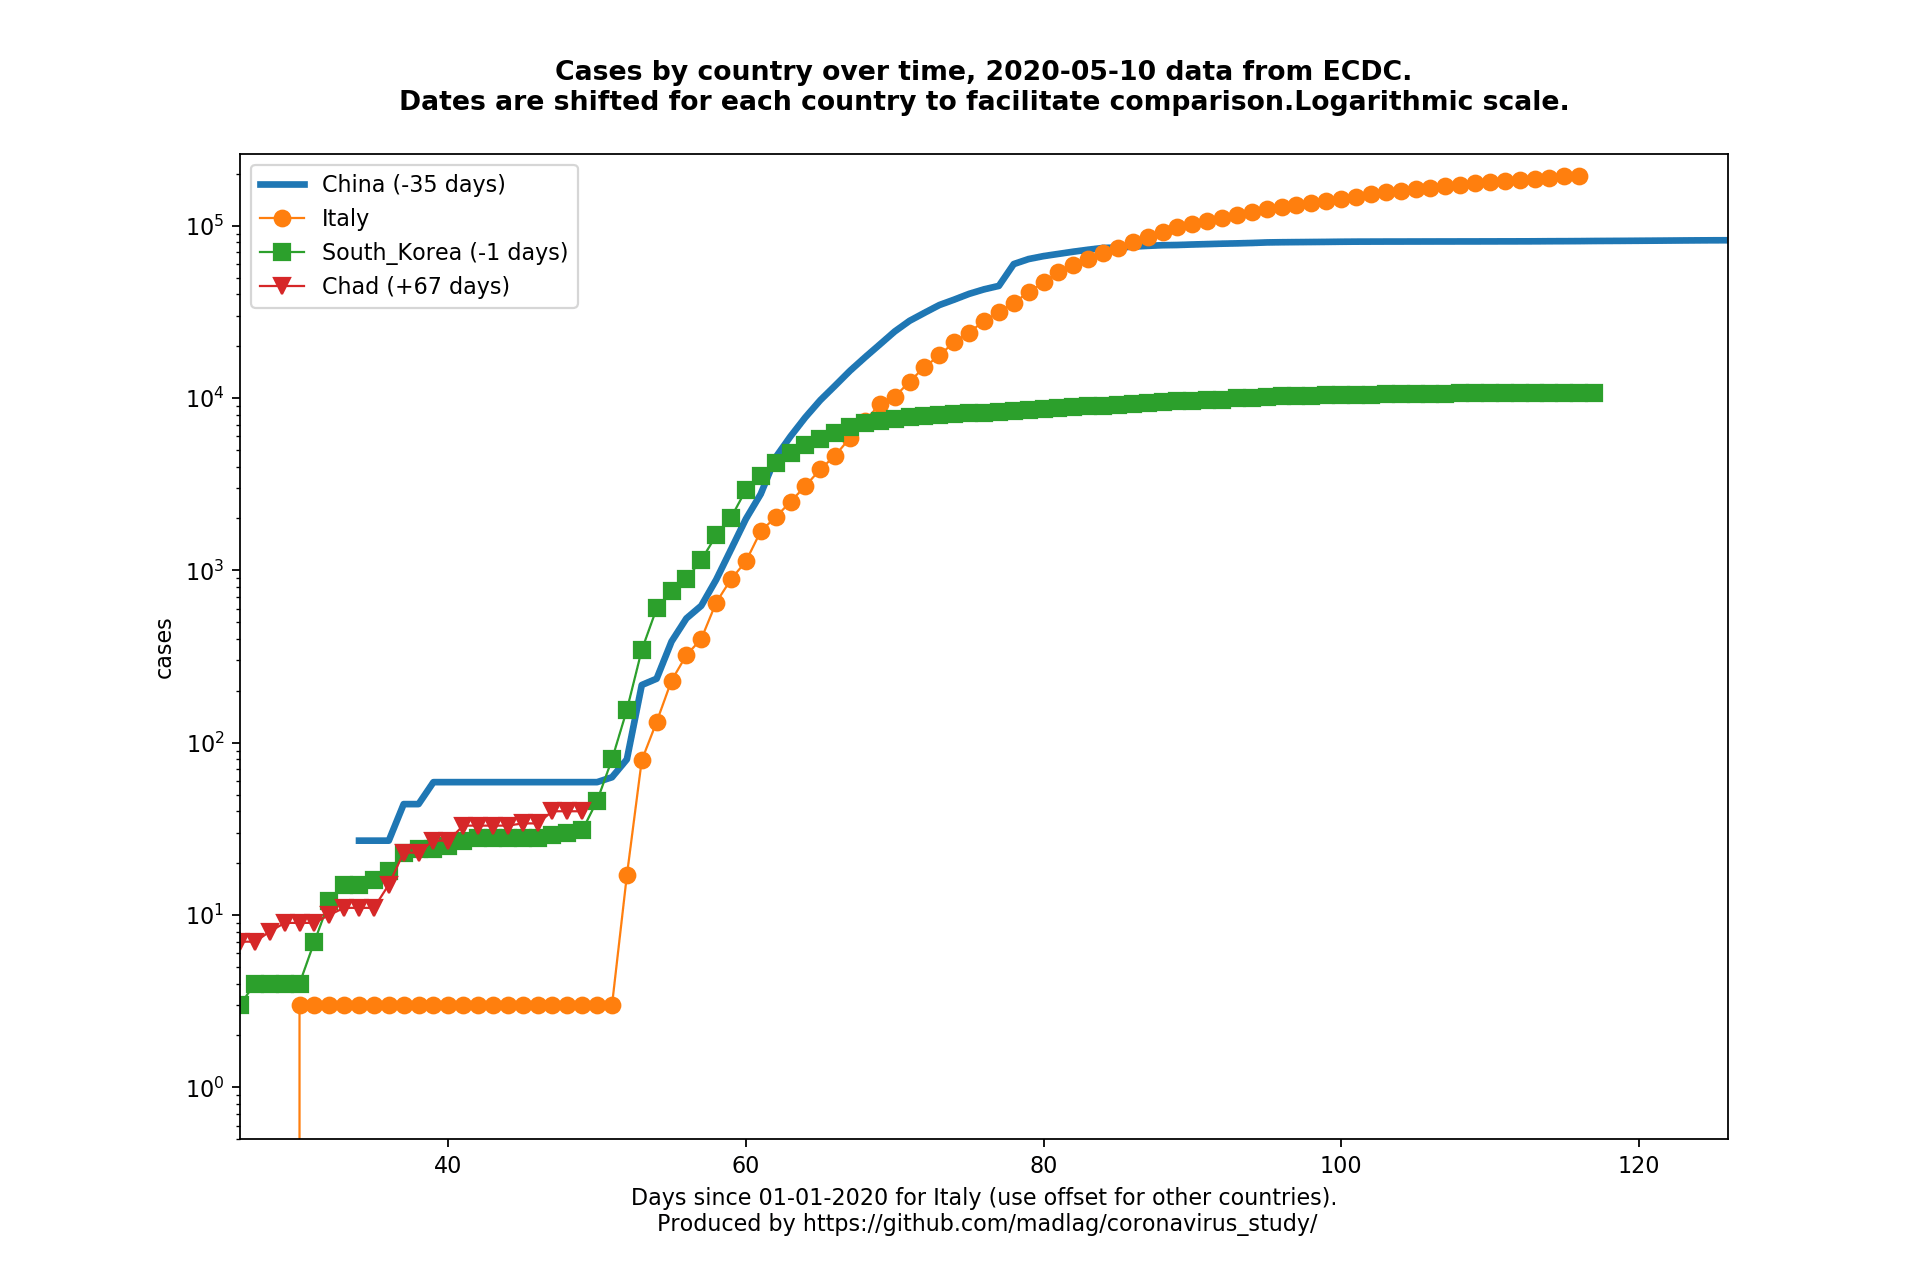 Cases by country over time, 2020-05-10 data from ECDC.
Dates are shifted for each country to facilitate comparison.Logarithmic scale.
China (-35 days)
Italy
South_Korea (-1 days)
Chad (+67 days)
10^5
10^4
10^3
10^2
10^1
10^0
cases
40 60 80 100 120
Days since 01-01-2020 for Italy (use offset for other countries).
Produced by https://github.com/madlag/coronavirus_study/